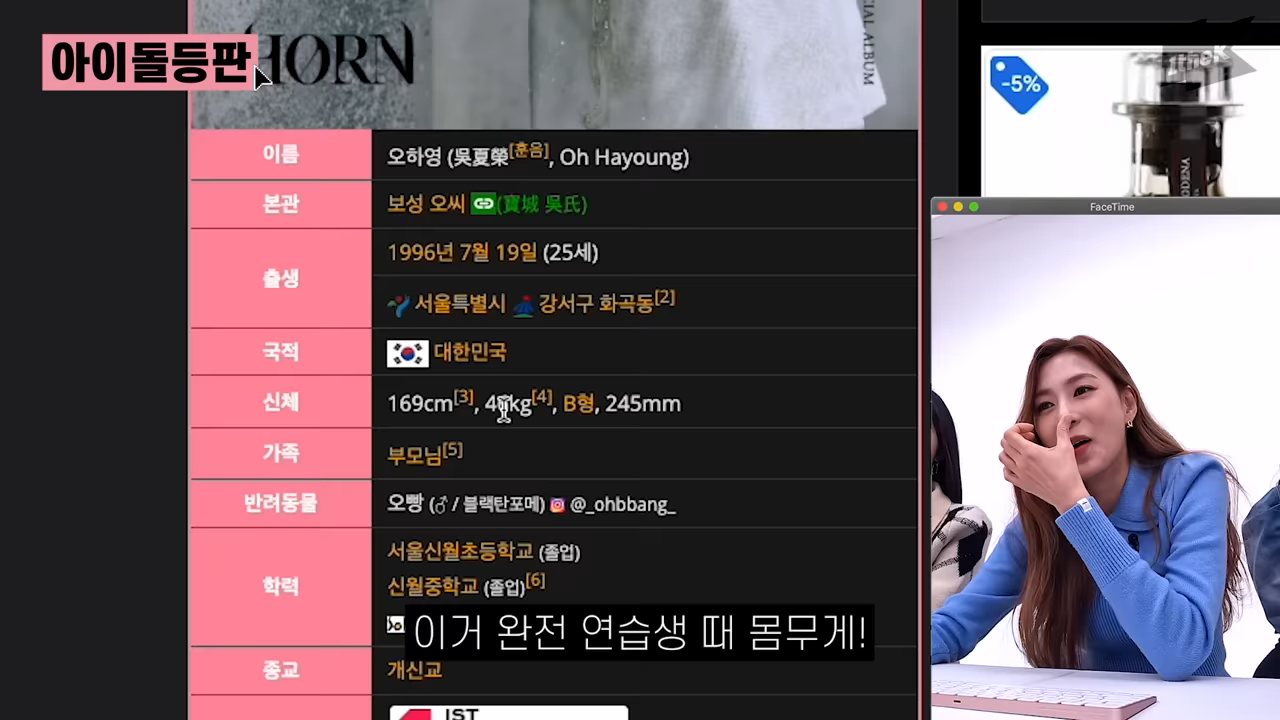 아이돌등판
HORN
CIAL ALBUM
-5%
ODENA
이름
오하영 (吳夏榮[훈음], Oh Hayoung)
본관
보성 오씨 (寶城 吳氏)
출생
1996년 7월 19일 (25세)
서울특별시 강서구 화곡동[2]
국적
대한민국
신체
169cm[3], kg[4], B형, 245mm
가족
부모님[5]
반려동물
오빵 (♂ / 블랙탄포메) @_ohbbang_
학력
서울신월초등학교 (졸업)
신월중학교 (졸업)[6]
이거 완전 연습생 때 몸무게!
종교
개신교
IST
FaceTime